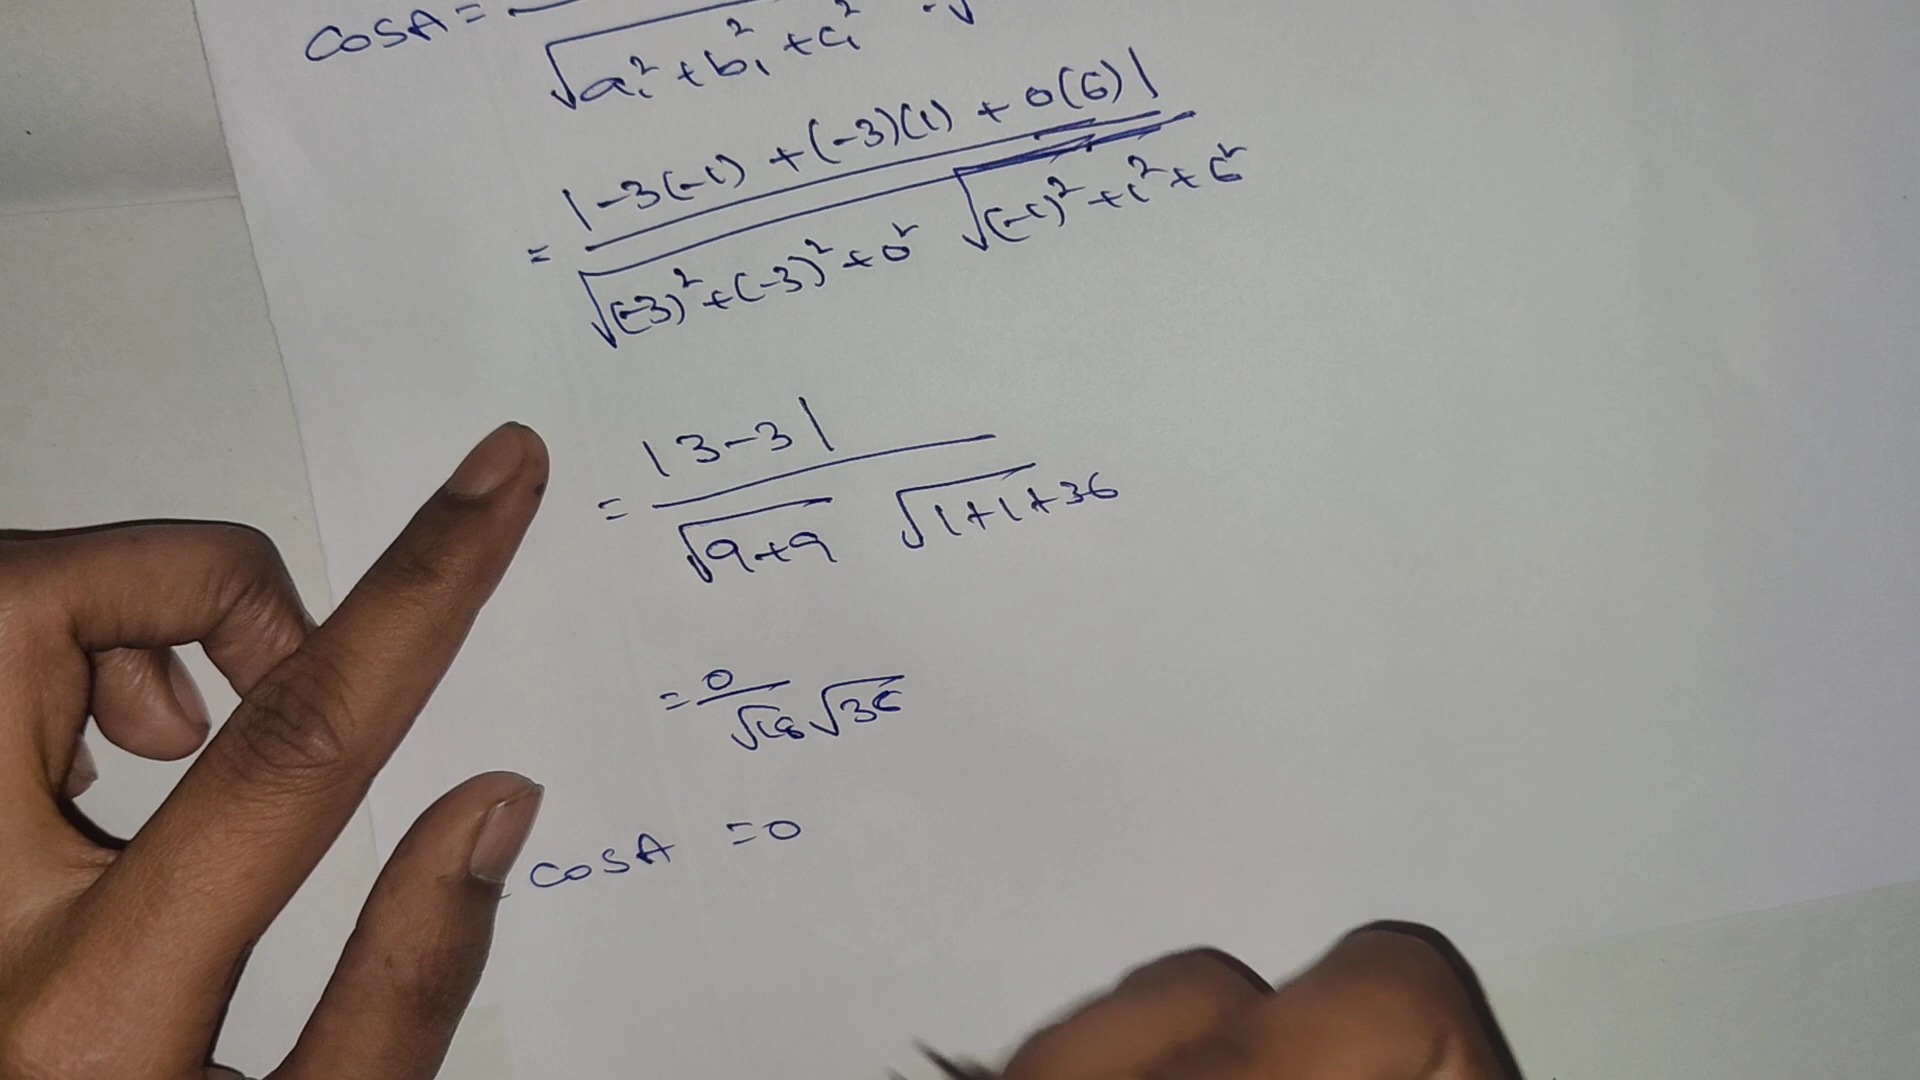 cosA =
√a₁² + b₁² + c₁² · √
|-3(-1) + (-3)(1) + 0(6)|
= √(-3)² + (-3)² + 0² √(-1)² + 1² + 6²
|3-3|
= √9+9 √1+1+36
= 0
√18 √36
cosA = 0